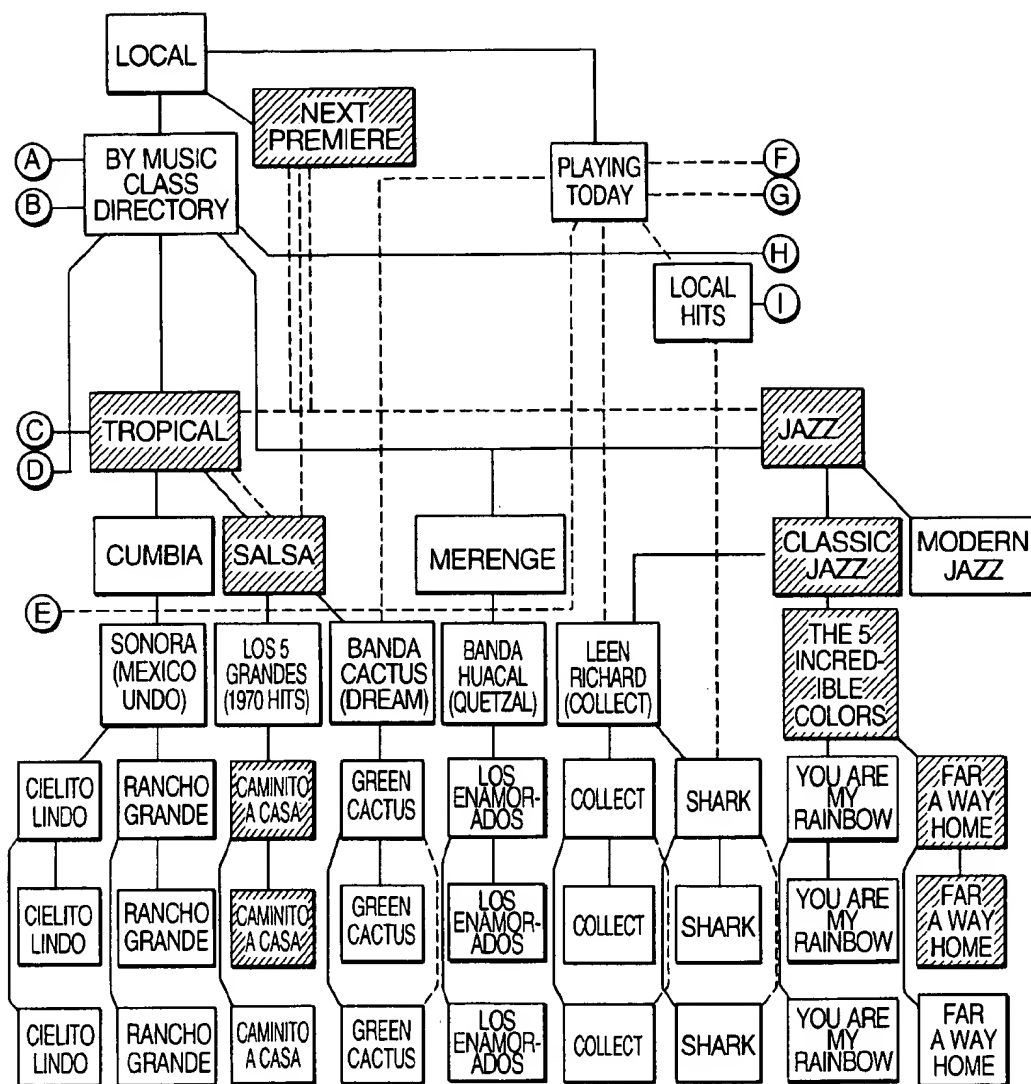 LOCAL
NEXT
PREMIERE
A
B
BY MUSIC
CLASS
DIRECTORY
PLAYING
TODAY
F
G
H
LOCAL
HITS
I
C
D
TROPICAL
JAZZ
CUMBIA
SALSA
MERENGE
CLASSIC
JAZZ
MODERN
JAZZ
E
SONORA
(MEXICO
UNDO)
LOS 5
GRANDES
(1970 HITS)
BANDA
CACTUS
(DREAM)
BANDA
HUACAL
(QUETZAL)
LEEN
RICHARD
(COLLECT)
THE 5
INCRED-
IBLE
COLORS
CIELITO
LINDO
RANCHO
GRANDE
CAMINITO
A CASA
GREEN
CACTUS
LOS
ENAMOR-
ADOS
COLLECT
SHARK
YOU ARE
MY
RAINBOW
FAR
A WAY
HOME
CIELITO
LINDO
RANCHO
GRANDE
CAMINITO
A CASA
GREEN
CACTUS
LOS
ENAMOR-
ADOS
COLLECT
SHARK
YOU ARE
MY
RAINBOW
FAR
A WAY
HOME
CIELITO
LINDO
RANCHO
GRANDE
CAMINITO
A CASA
GREEN
CACTUS
LOS
ENAMOR-
ADOS
COLLECT
SHARK
YOU ARE
MY
RAINBOW
FAR
A WAY
HOME